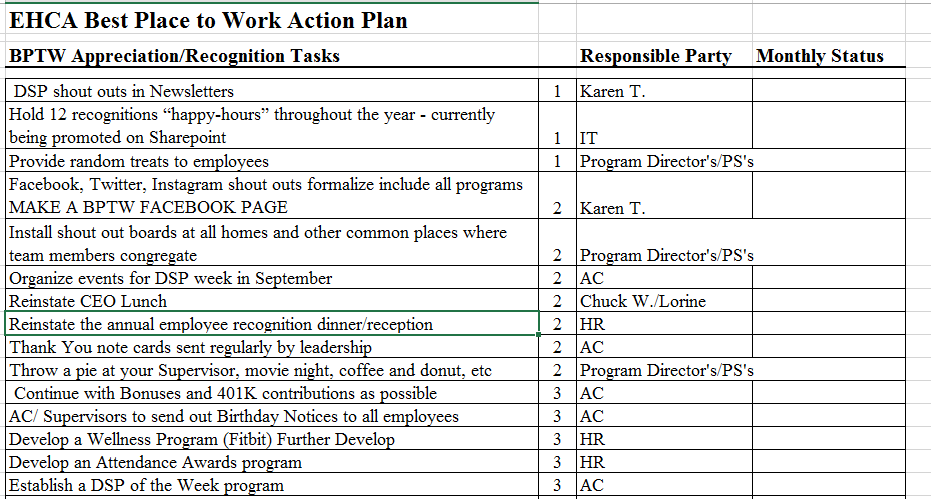 EHCA Best Place to Work Action Plan
BPTW Appreciation/Recognition Tasks Responsible Party Monthly Status
DSP shout outs in Newsletters 1 Karen T.
Hold 12 recognitions “happy-hours” throughout the year - currently
being promoted on Sharepoint 1 IT
Provide random treats to employees 1 Program Director's/PS's
Facebook, Twitter, Instagram shout outs formalize include all programs
MAKE A BPTW FACEBOOK PAGE 2 Karen T.
Install shout out boards at all homes and other common places where
team members congregate 2 Program Director's/PS's
Organize events for DSP week in September 2 AC
Reinstate CEO Lunch 2 Chuck W./Lorine
Reinstate the annual employee recognition dinner/reception 2 HR
Thank You note cards sent regularly by leadership 2 AC
Throw a pie at your Supervisor, movie night, coffee and donut, etc 2 Program Director's/PS's
Continue with Bonuses and 401K contributions as possible 3 AC
AC/ Supervisors to send out Birthday Notices to all employees 3 AC
Develop a Wellness Program (Fitbit) Further Develop 3 HR
Develop an Attendance Awards program 3 HR
Establish a DSP of the Week program 3 AC